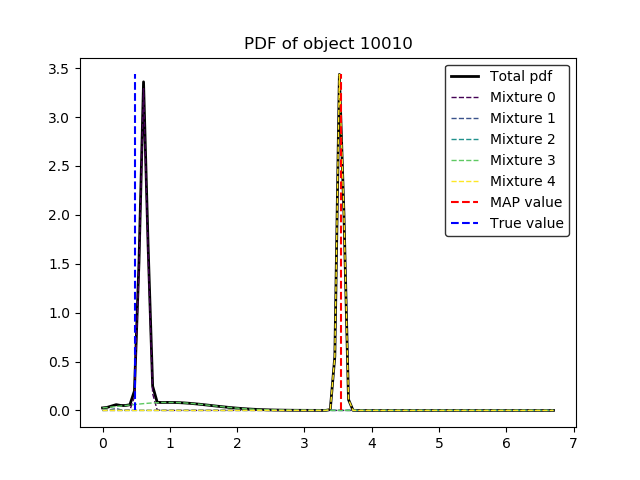 PDF of object 10010
Total pdf
Mixture 0
Mixture 1
Mixture 2
Mixture 3
Mixture 4
MAP value
True value
3.5
3.0
2.5
2.0
1.5
1.0
0.5
0.0
0 1 2 3 4 5 6 7